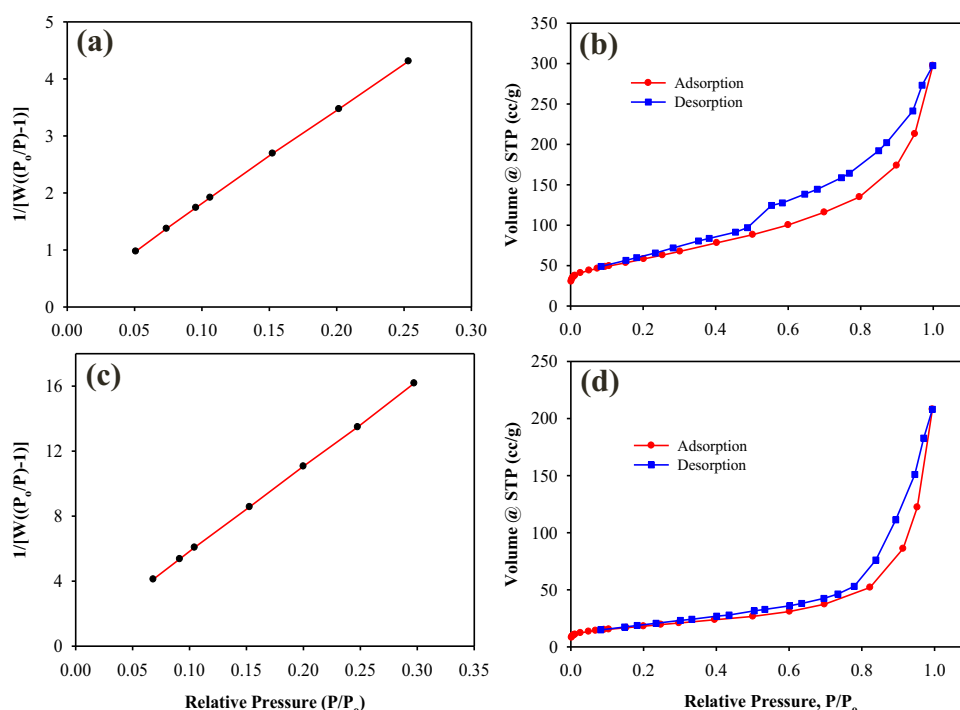 (a)
1/[W((Pₒ/P)-1)]
5
4
3
2
1
0
0.00 0.05 0.10 0.15 0.20 0.25 0.30
(b)
Volume @ STP (cc/g)
350
300
250
200
150
100
50
0
Adsorption
Desorption
0.0 0.2 0.4 0.6 0.8 1.0
(c)
1/[W((Pₒ/P)-1)]
16
12
8
4
0
0.00 0.05 0.10 0.15 0.20 0.25 0.30 0.35
Relative Pressure (P/Pₒ)
(d)
Volume @ STP (cc/g)
250
200
150
100
50
0
Adsorption
Desorption
0.0 0.2 0.4 0.6 0.8 1.0
Relative Pressure, P/Pₒ